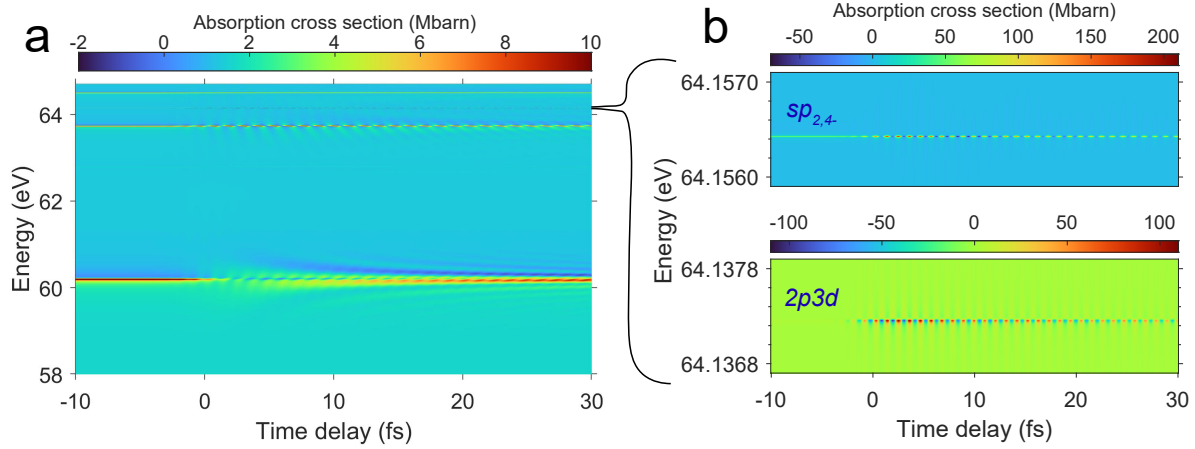 a
Absorption cross section (Mbarn)
-2 0 2 4 6 8 10
Energy (eV)
64
62
60
58
-10 0 10 20 30
Time delay (fs)
b
Absorption cross section (Mbarn)
-50 0 50 100 150 200
Energy (eV)
64.1570
sp2,4-
64.1560
-100 -50 0 50 100
64.1378
2p3d
64.1368
-10 0 10 20 30
Time delay (fs)